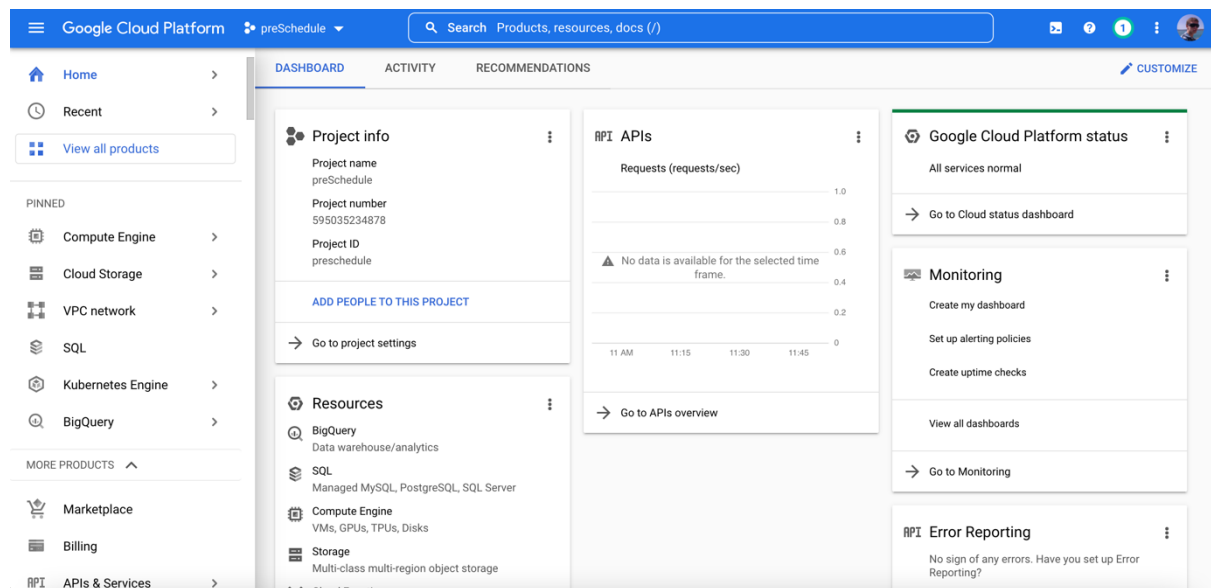 Google Cloud Platform
preSchedule
Search Products, resources, docs (/)
1
Home
Recent
View all products
PINNED
Compute Engine
Cloud Storage
VPC network
SQL
Kubernetes Engine
BigQuery
MORE PRODUCTS
Marketplace
Billing
API APIs & Services
DASHBOARD
ACTIVITY
RECOMMENDATIONS
CUSTOMIZE
Project info
Project name
preSchedule
Project number
595035234878
Project ID
preschedule
ADD PEOPLE TO THIS PROJECT
Go to project settings
Resources
BigQuery
Data warehouse/analytics
SQL
Managed MySQL, PostgreSQL, SQL Server
Compute Engine
VMs, GPUs, TPUs, Disks
Storage
Multi-class multi-region object storage
API APIs
Requests (requests/sec)
1.0
0.8
0.6
No data is available for the selected time
frame.
0.4
0.2
0
11 AM 11:15 11:30 11:45
Go to APIs overview
Google Cloud Platform status
All services normal
Go to Cloud status dashboard
Monitoring
Create my dashboard
Set up alerting policies
Create uptime checks
View all dashboards
Go to Monitoring
API Error Reporting
No sign of any errors. Have you set up Error
Reporting?